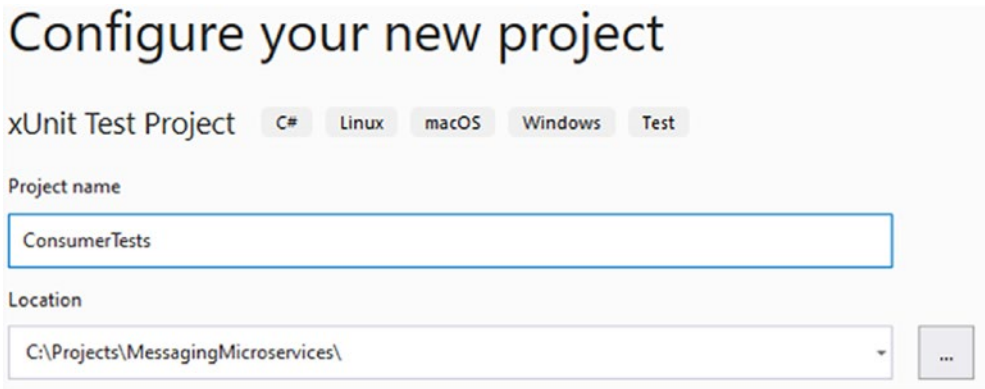 Configure your new project
xUnit Test Project C# Linux macOS Windows Test
Project name
ConsumerTests
Location
C:\Projects\MessagingMicroservices\
...